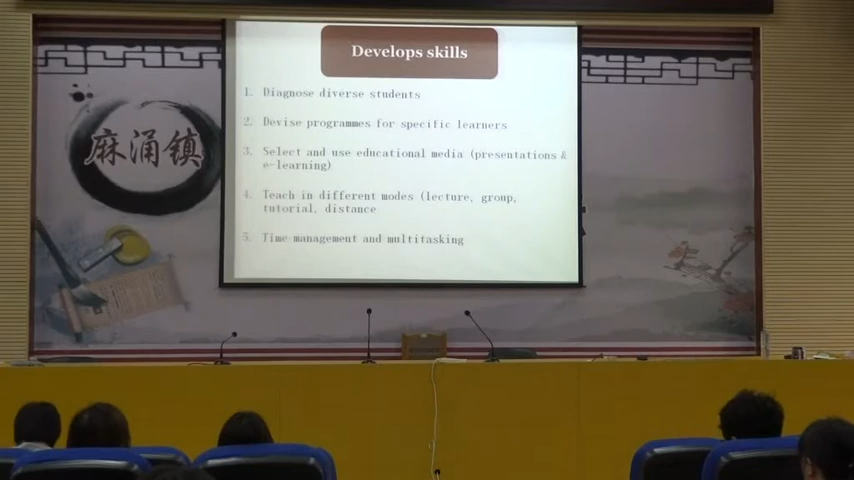 Develops skills
1. Diagnose diverse students
2. Devise programmes for specific learners
3. Select and use educational media (presentations &
e-learning)
4. Teach in different modes (lecture, group,
tutorial, distance
5. Time management and multitasking
麻涌镇